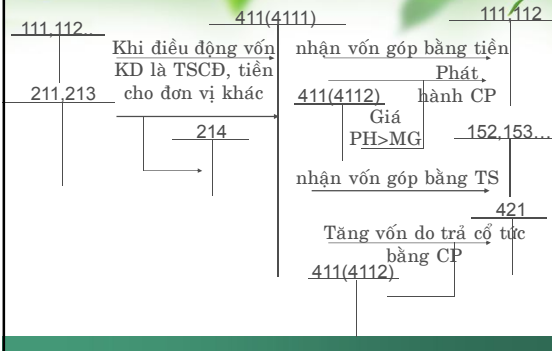 411(4111)
111,112
111,112..
Khi điều động vốn
KD là TSCĐ, tiền
cho đơn vị khác
nhận vốn góp bằng tiền
Phát
hành CP
211,213
411(4112)
Giá
PH>MG
214
152,153…
nhận vốn góp bằng TS
421
Tăng vốn do trả cổ tức
bằng CP
411(4112)